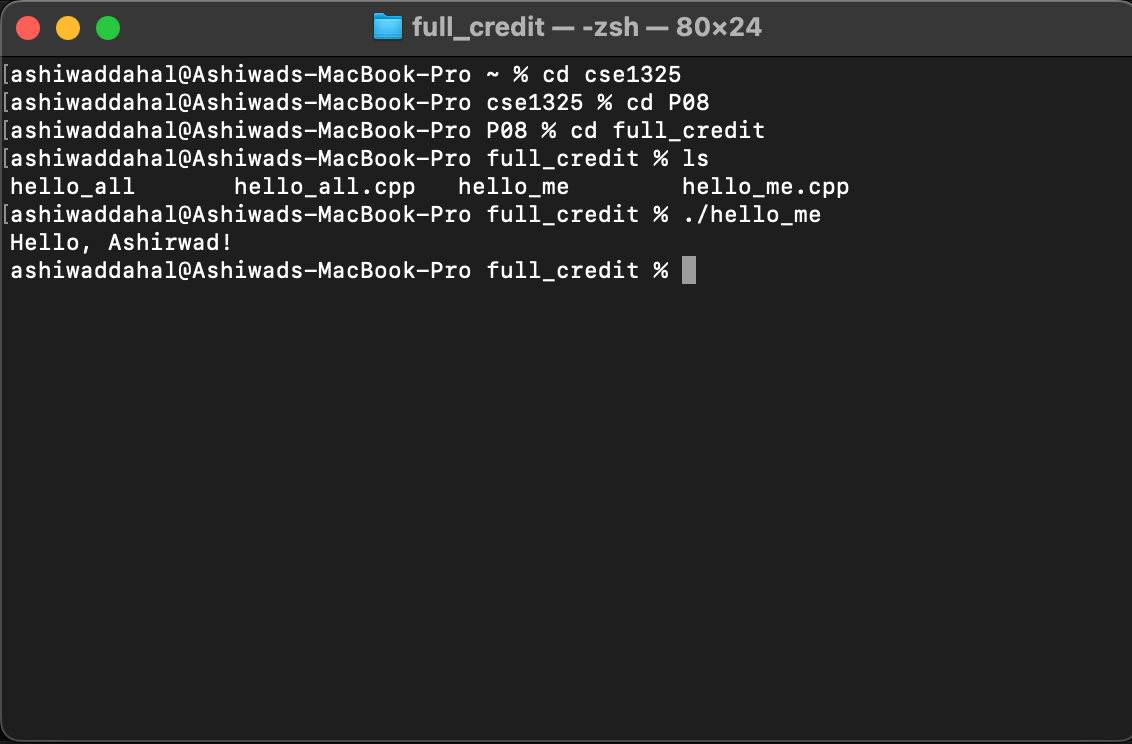 full_credit — -zsh — 80×24
[ashiwaddahal@Ashiwads-MacBook-Pro ~ % cd cse1325
[ashiwaddahal@Ashiwads-MacBook-Pro cse1325 % cd P08
[ashiwaddahal@Ashiwads-MacBook-Pro P08 % cd full_credit
[ashiwaddahal@Ashiwads-MacBook-Pro full_credit % ls
hello_all       hello_all.cpp   hello_me        hello_me.cpp
[ashiwaddahal@Ashiwads-MacBook-Pro full_credit % ./hello_me
Hello, Ashirwad!
ashiwaddahal@Ashiwads-MacBook-Pro full_credit %